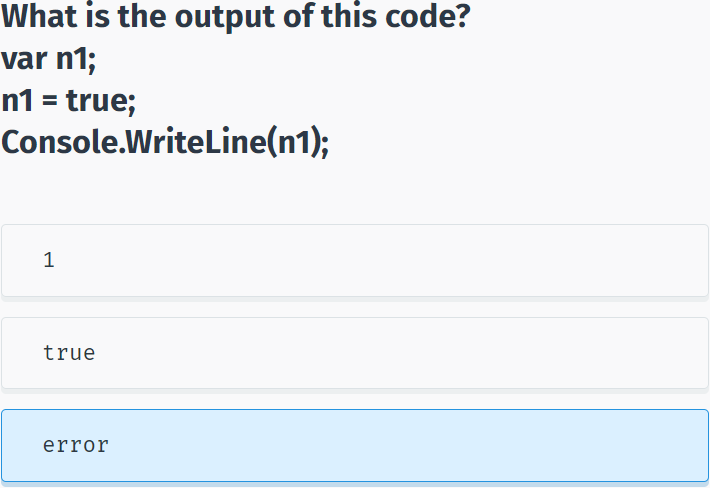 What is the output of this code?
var n1;
n1 = true;
Console.WriteLine(n1);
1
true
error